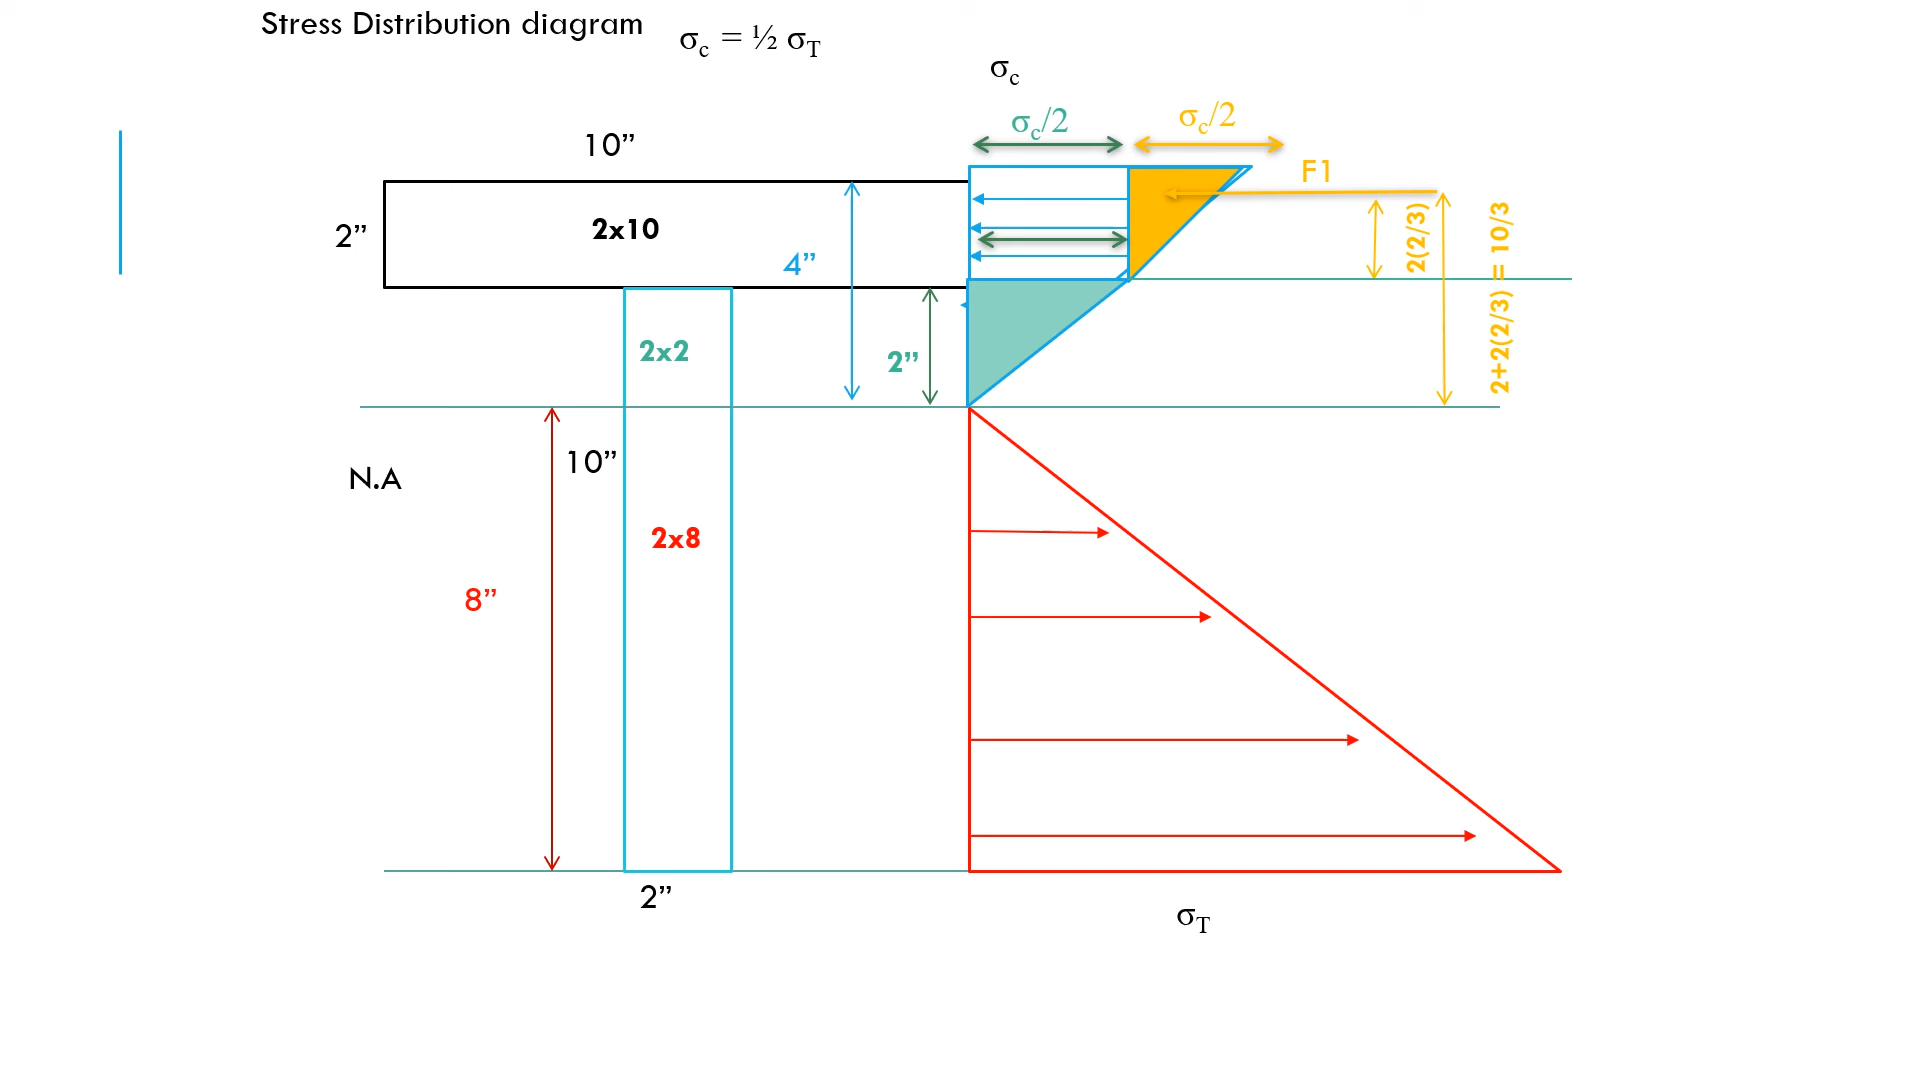 Stress Distribution diagram
σc = ½ σT
σc
σc/2
σc/2
10”
F1
2”
2x10
4”
2(2/3)
2+2(2/3) = 10/3
2x2
2”
10”
N.A
2x8
8”
2”
σT